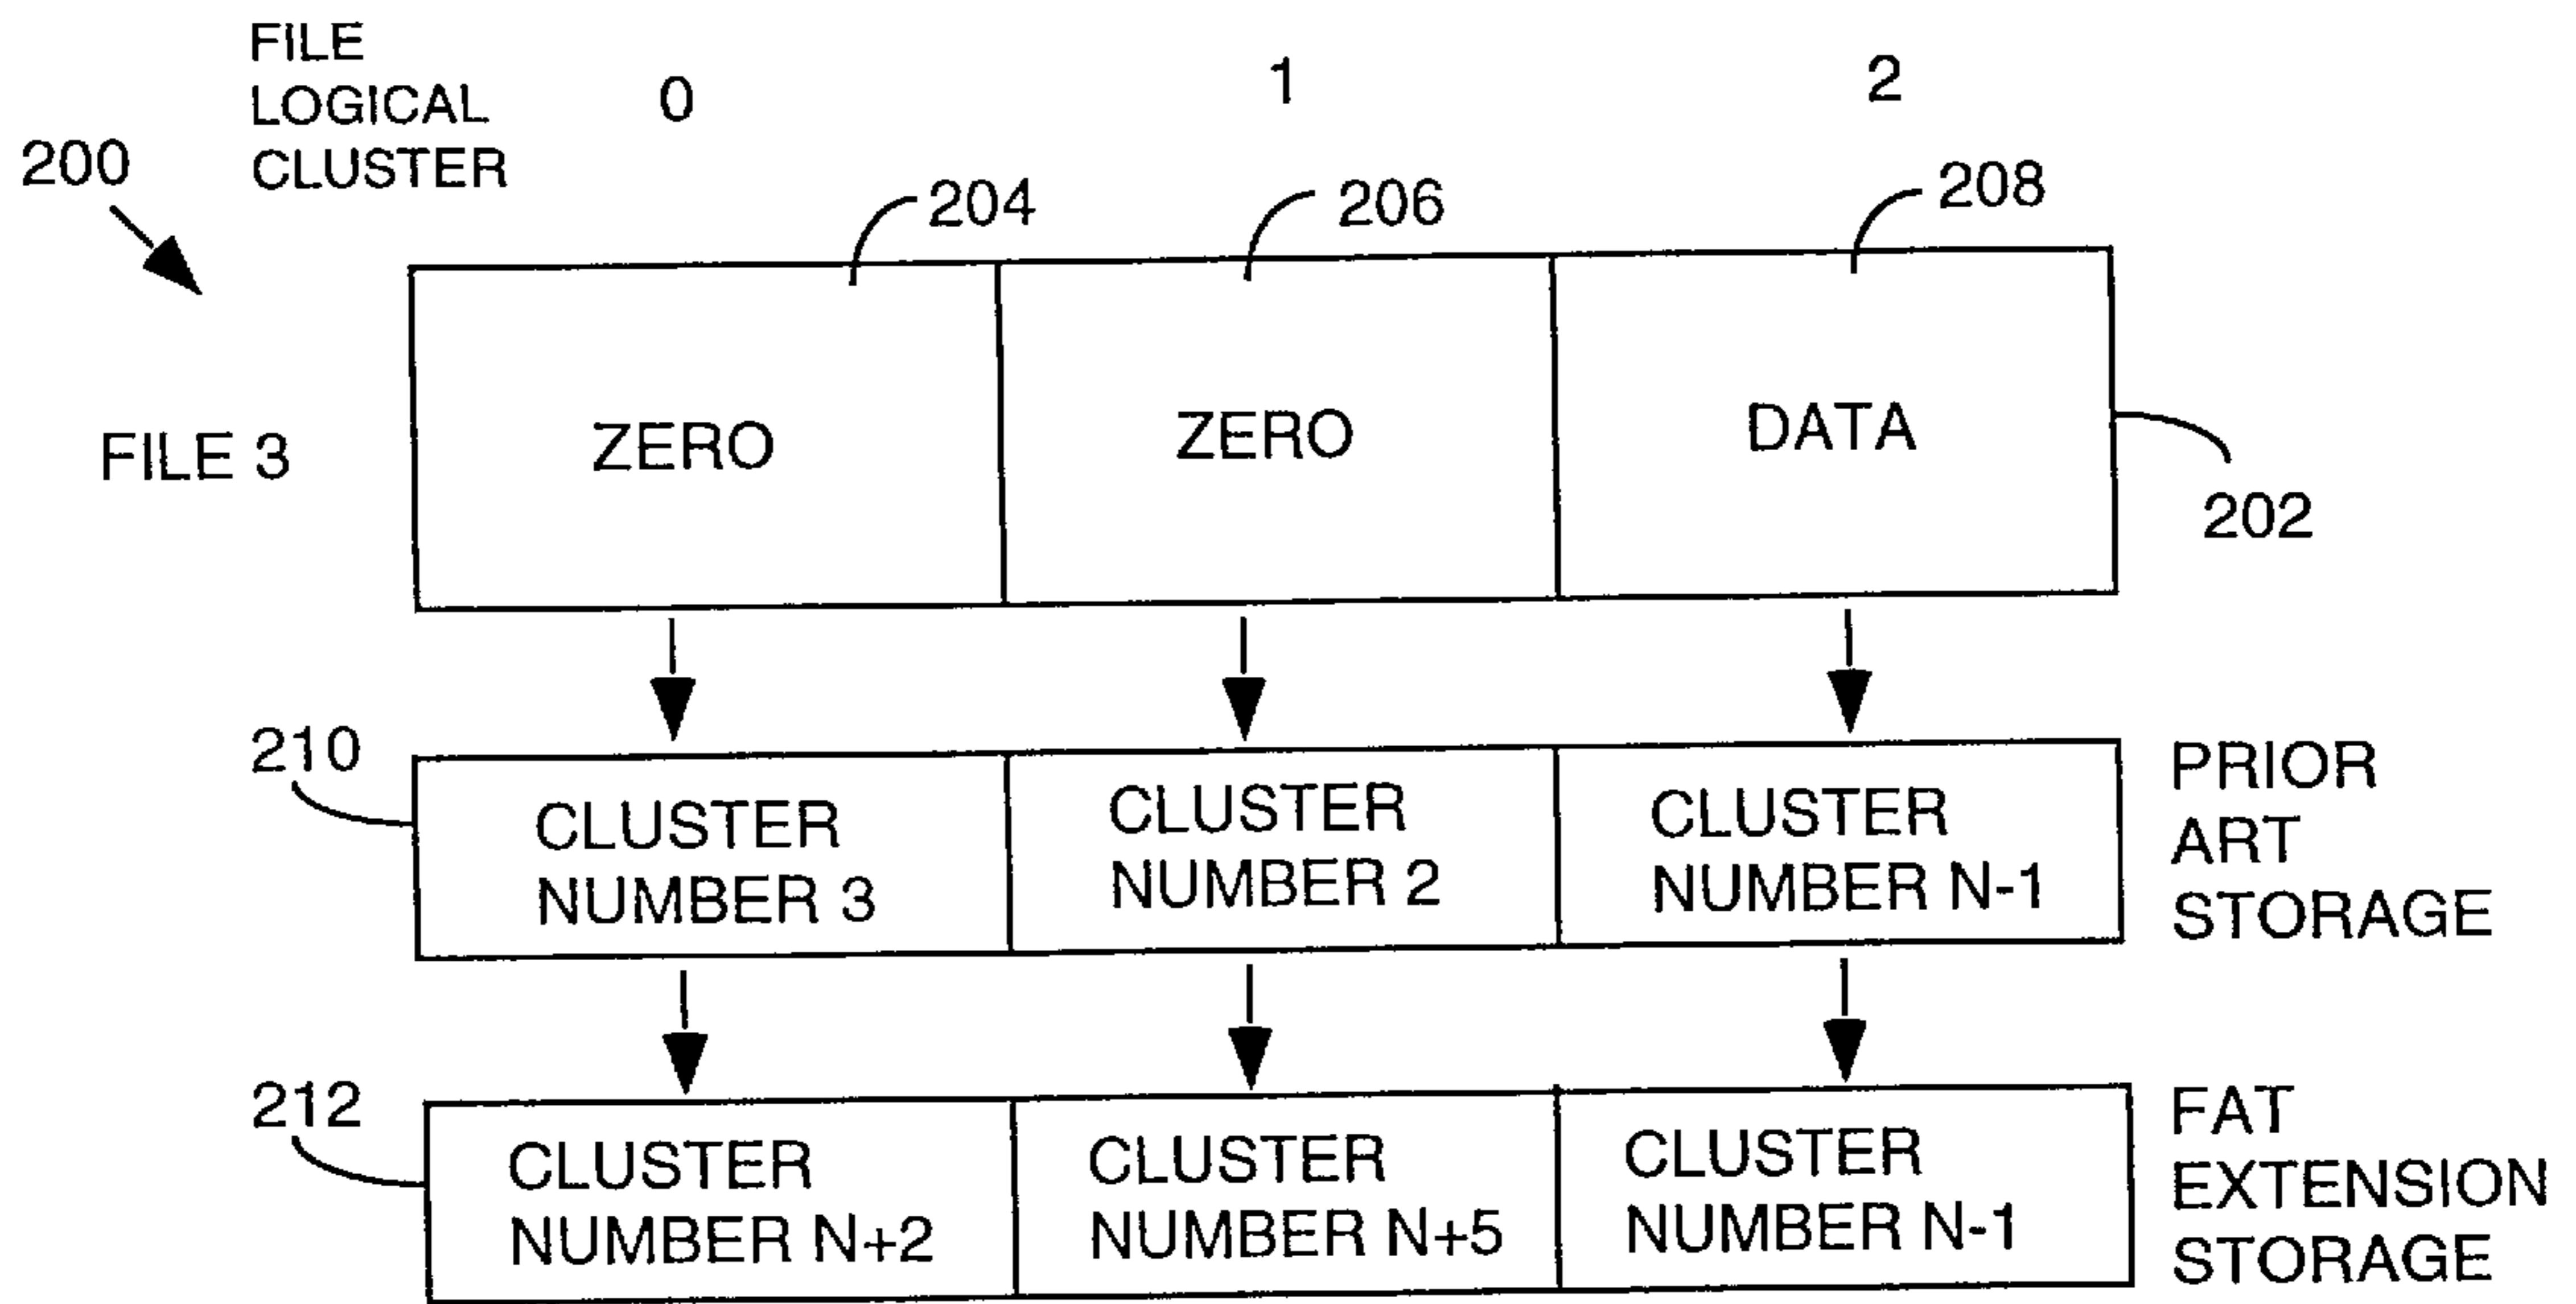 FILE
LOGICAL
CLUSTER
0
1
2
200
204
206
208
FILE 3
ZERO
ZERO
DATA
202
210
CLUSTER
NUMBER 3
CLUSTER
NUMBER 2
CLUSTER
NUMBER N-1
PRIOR
ART
STORAGE
212
CLUSTER
NUMBER N+2
CLUSTER
NUMBER N+5
CLUSTER
NUMBER N-1
FAT
EXTENSION
STORAGE